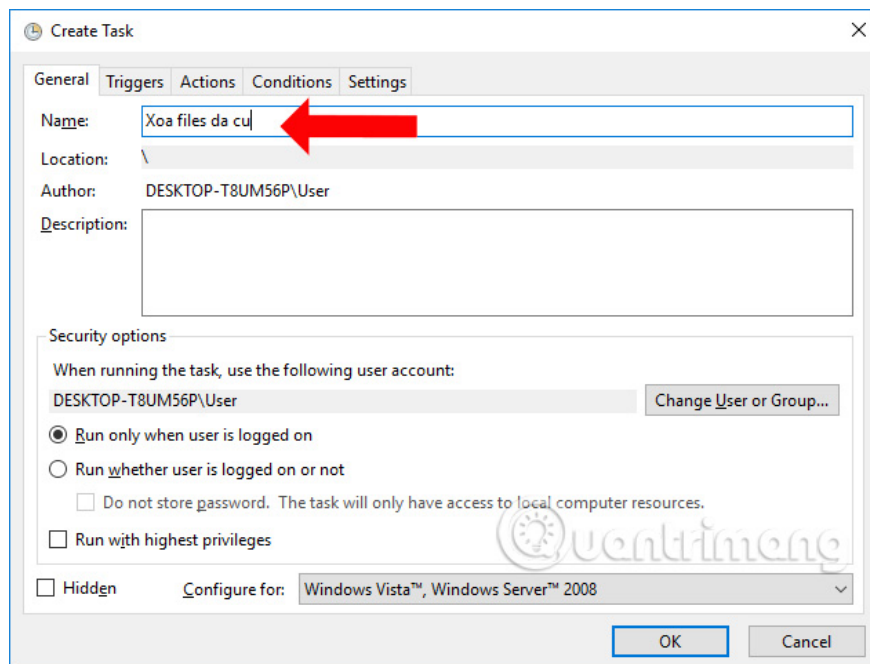 Create Task
General Triggers Actions Conditions Settings
Name: Xoa files da cu
Location: \
Author: DESKTOP-T8UM56P\User
Description:
Security options
When running the task, use the following user account:
DESKTOP-T8UM56P\User Change User or Group...
Run only when user is logged on
Run whether user is logged on or not
Do not store password. The task will only have access to local computer resources.
Run with highest privileges
Quantrimang
Hidden Configure for: Windows Vista™, Windows Server™ 2008
OK Cancel